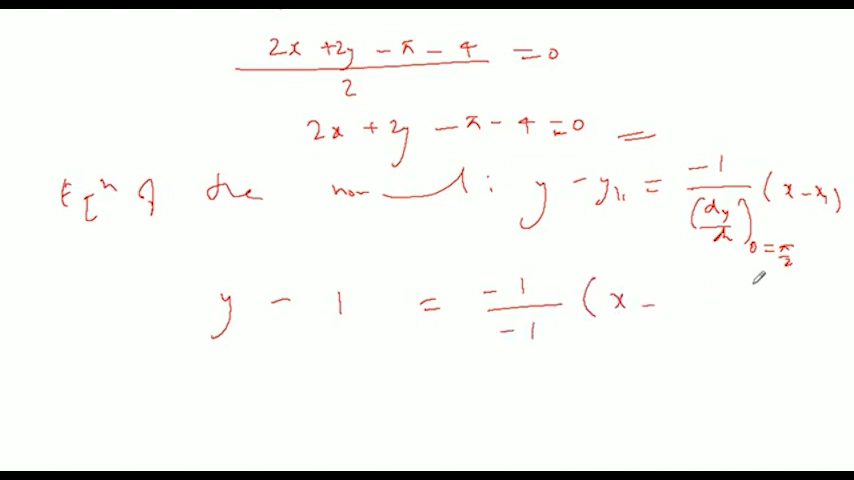 2x + 2y - π - 4 = 0
2
2x + 2y - π - 4 = 0
Eqⁿ of the normal : y - y₁ = -1 / (dy/dx) θ = π/2 (x - x₁)
y - 1 = -1 / -1 (x -